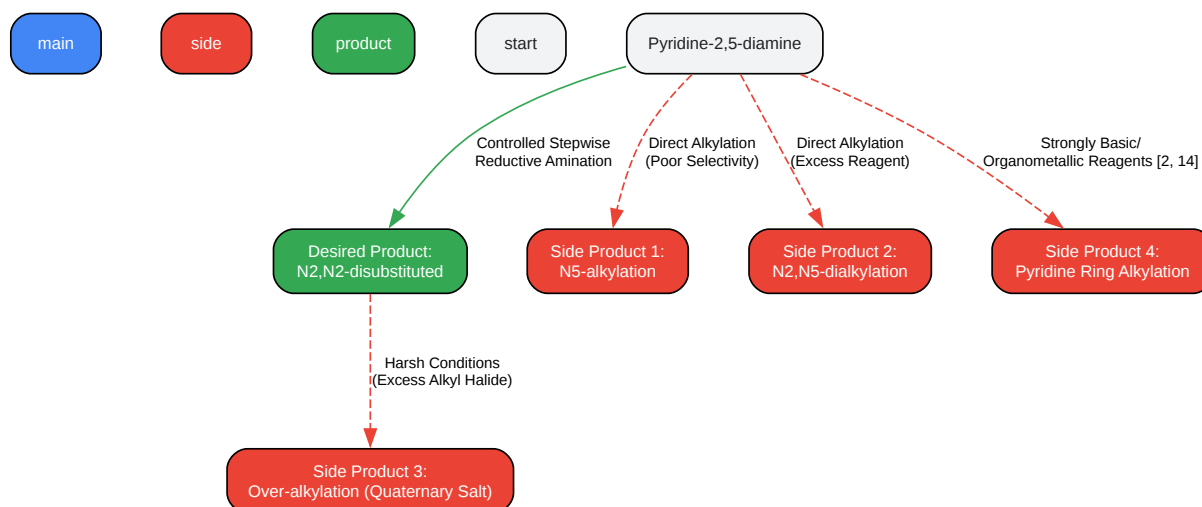 main
side
product
start
Pyridine-2,5-diamine
Controlled Stepwise
Reductive Amination
Direct Alkylation
(Poor Selectivity)
Direct Alkylation
(Excess Reagent)
Strongly Basic/
Organometallic Reagents [2, 14]
Desired Product:
N2,N2-disubstituted
Side Product 1:
N5-alkylation
Side Product 2:
N2,N5-dialkylation
Side Product 4:
Pyridine Ring Alkylation
Harsh Conditions
(Excess Alkyl Halide)
Side Product 3:
Over-alkylation (Quaternary Salt)